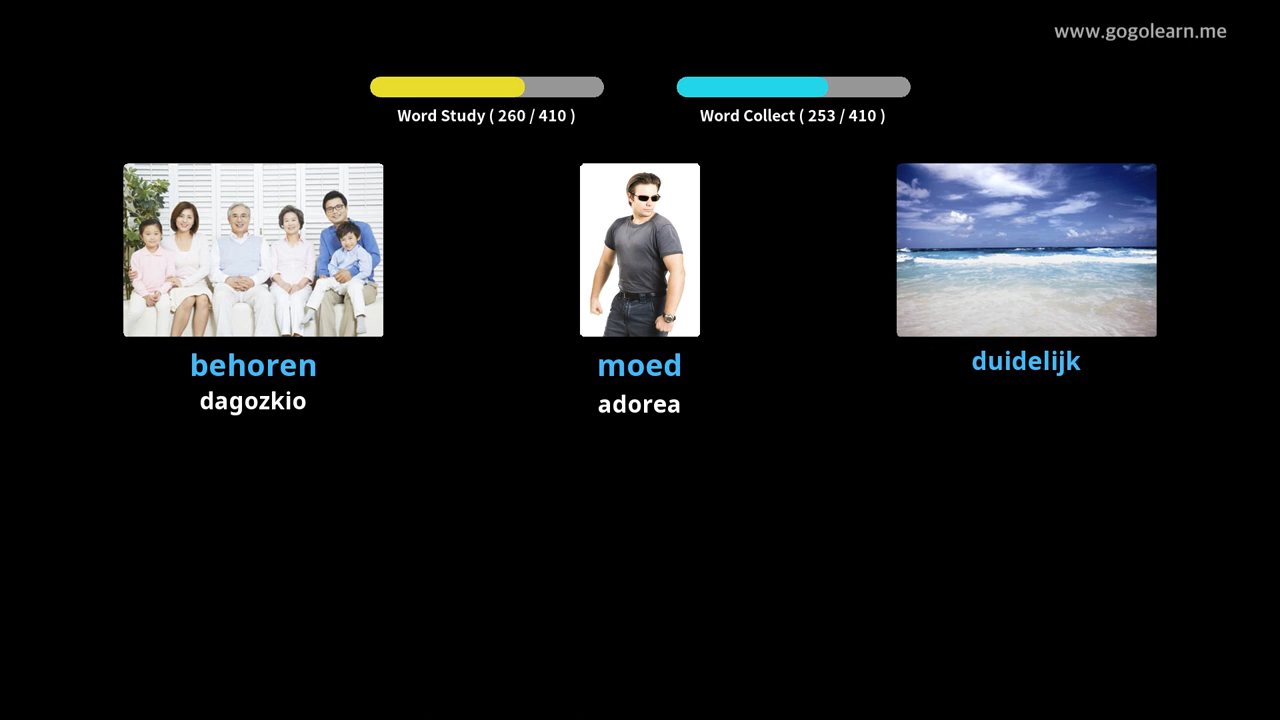 www.gogolearn.me
Word Study ( 260 / 410 )
Word Collect ( 253 / 410 )
behoren
dagozkio
moed
adorea
duidelijk